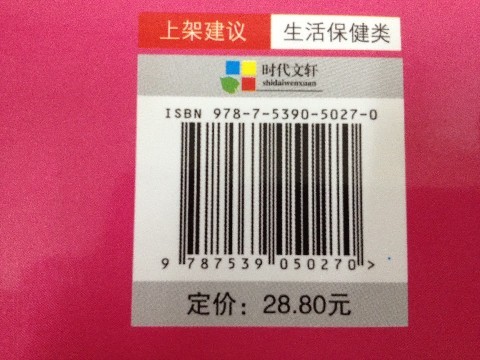 上架建议 生活保健类
时代文轩
shidaiwenxuan
ISBN 978-7-5390-5027-0
9 787539 050270 >
定价：28.80元